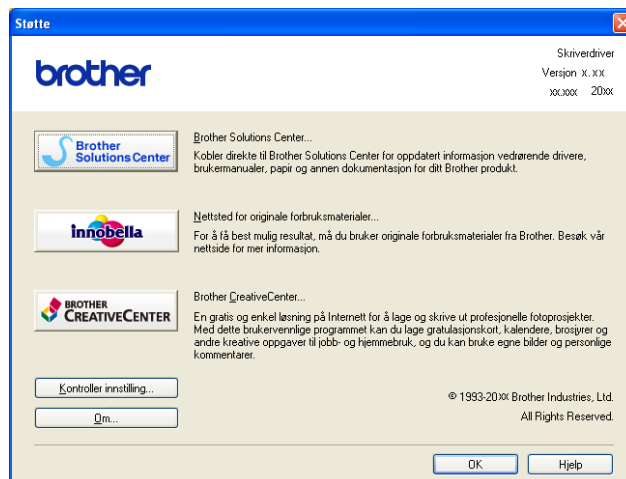 Støtte
brother
Skriverdriver
Versjon x.xx
xx.xxx 20xx
Brother
Solutions Center
Brother Solutions Center...
Kobler direkte til Brother Solutions Center for oppdatert informasjon vedrørende drivere,
brukermanualer, papir og annen dokumentasjon for ditt Brother produkt.
innobella
Nettsted for originale forbruksmaterialer...
For å få best mulig resultat, må du bruker originale forbruksmaterialer fra Brother. Besøk vår
nettside for mer informasjon.
BROTHER
CREATIVECENTER
Brother CreativeCenter...
En gratis og enkel løsning på Internett for å lage og skrive ut profesjonelle fotoprosjekter.
Med dette brukervennlige programmet kan du lage gratulasjonskort, kalendere, brosjyrer og
andre kreative oppgaver til jobb- og hjemmebruk, og du kan bruke egne bilder og personlige
kommentarer.
Kontroller innstilling...
Om...
© 1993-20xx Brother Industries, Ltd.
All Rights Reserved.
OK
Hjelp